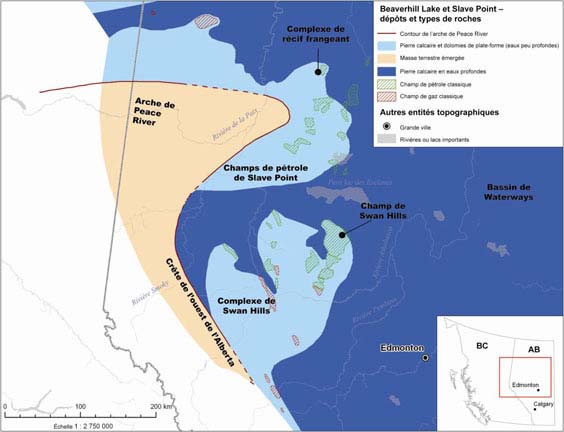 Beaverhill Lake et Slave Point –
dépôts et types de roches
Contour de l'arche de Peace River
Pierre calcaire et dolomes de plate-forme (eaux peu profondes)
Masse terrestre émergée
Pierre calcaire en eaux profondes
Champ de pétrole classique
Champ de gaz classique
Autres entités topographiques
Grande ville
Rivières ou lacs importants
Complexe de
récif frangeant
Arche de
Peace
River
Rivière de la Paix
Champs de pétrole
de Slave Point
Petit lac des Esclaves
Bassin de
Waterways
Champ de
Swan Hills
Rivière Athabasca
Crête de l'ouest de l'Alberta
Rivière Smoky
Complexe de
Swan Hills
Rivière Pembina
Edmonton
BC
AB
Edmonton
Calgary
0
100
200 km
Échelle 1 : 2 750 000